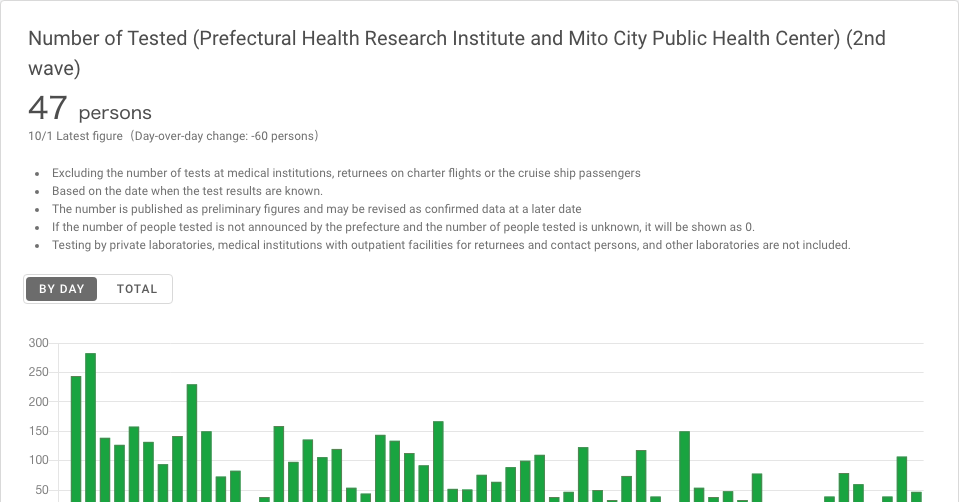 Number of Tested (Prefectural Health Research Institute and Mito City Public Health Center) (2nd
wave)
47 persons
10/1 Latest figure（Day-over-day change: -60 persons）
• Excluding the number of tests at medical institutions, returnees on charter flights or the cruise ship passengers
• Based on the date when the test results are known.
• The number is published as preliminary figures and may be revised as confirmed data at a later date
• If the number of people tested is not announced by the prefecture and the number of people tested is unknown, it will be shown as 0.
• Testing by private laboratories, medical institutions with outpatient facilities for returnees and contact persons, and other laboratories are not included.
BY DAY TOTAL
300
250
200
150
100
50